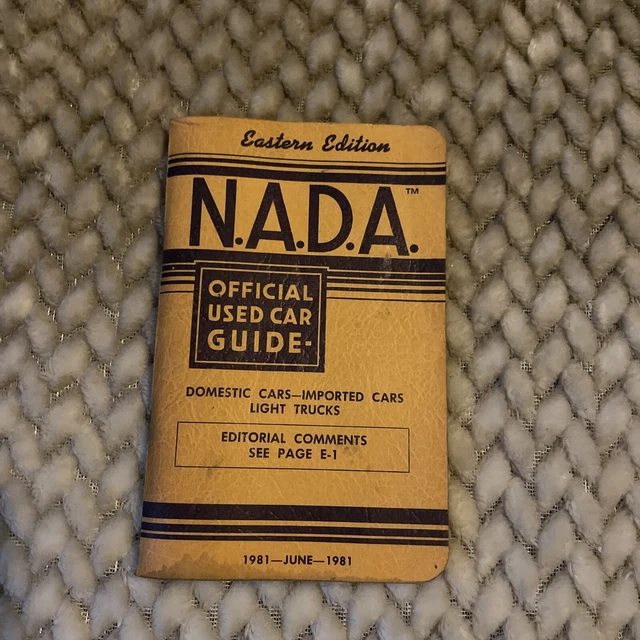 Eastern Edition
N.A.D.A.™
OFFICIAL
USED CAR
GUIDE-
DOMESTIC CARS—IMPORTED CARS
LIGHT TRUCKS
EDITORIAL COMMENTS
SEE PAGE E-1
1981—JUNE—1981